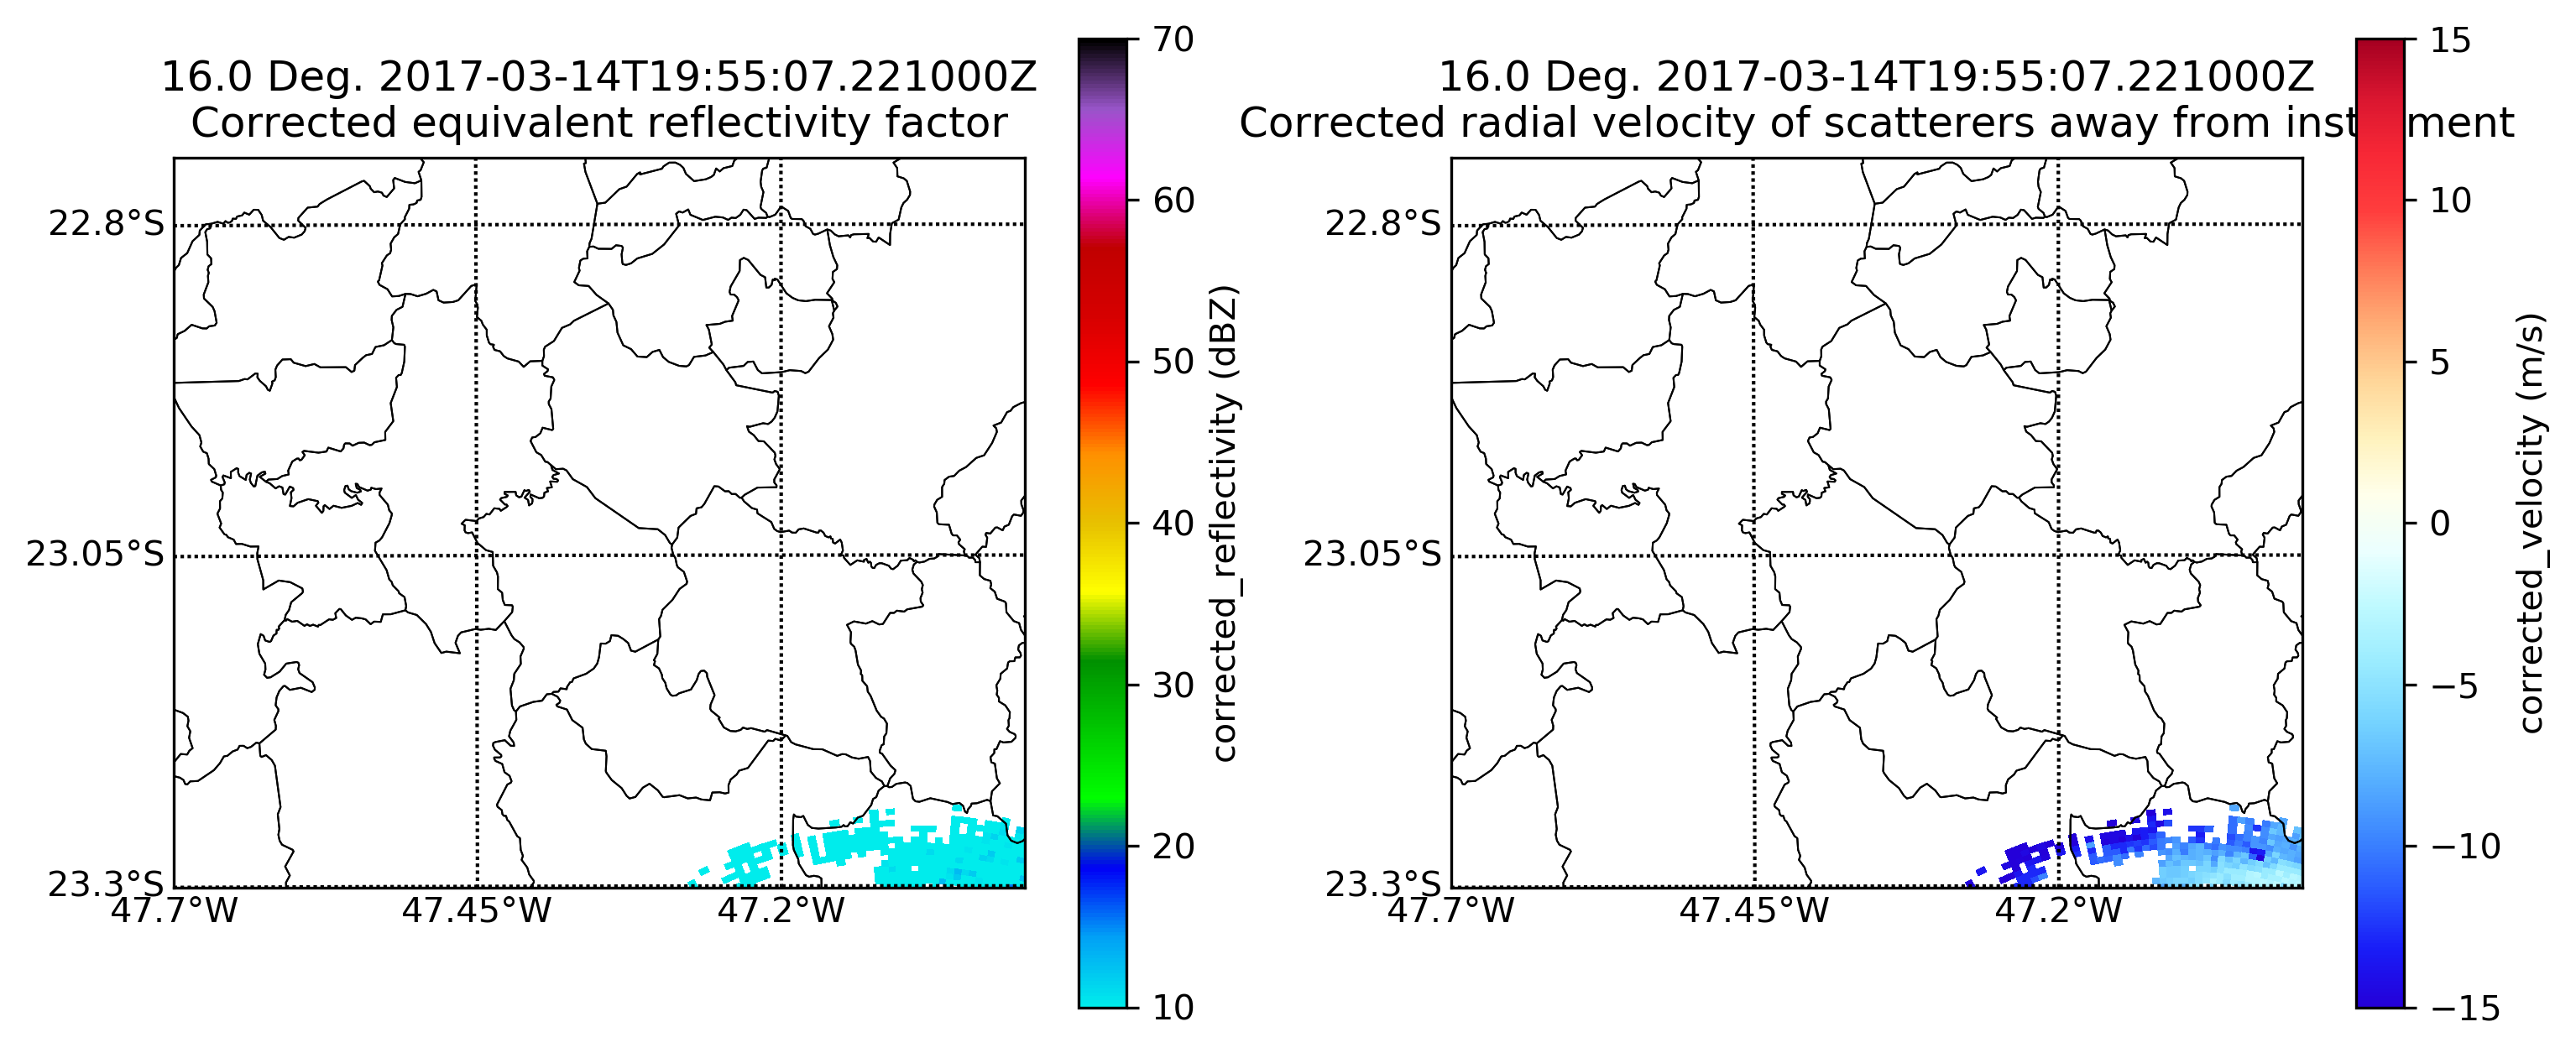 16.0 Deg. 2017-03-14T19:55:07.221000Z
Corrected equivalent reflectivity factor
22.8°S
23.05°S
23.3°S
47.7°W
47.45°W
47.2°W
70
60
50
40
30
20
10
corrected_reflectivity (dBZ)
16.0 Deg. 2017-03-14T19:55:07.221000Z
Corrected radial velocity of scatterers away from inst ment
22.8°S
23.05°S
23.3°S
47.7°W
47.45°W
47.2°W
15
10
5
0
−5
−10
−15
corrected_velocity (m/s)